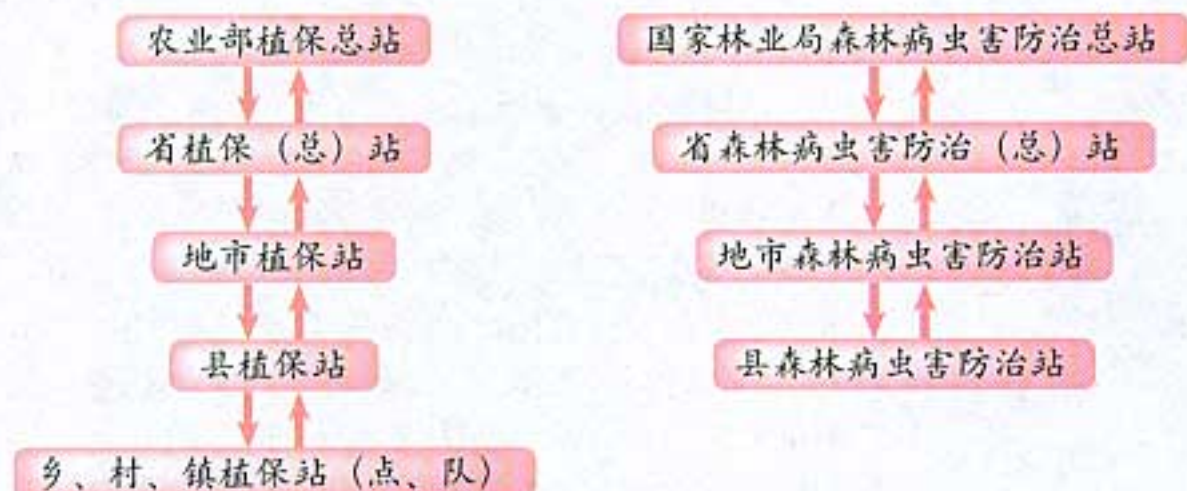 农业部植保总站
省植保（总）站
地市植保站
县植保站
乡、村、镇植保站（点、队）
国家林业局森林病虫害防治总站
省森林病虫害防治（总）站
地市森林病虫害防治站
县森林病虫害防治站